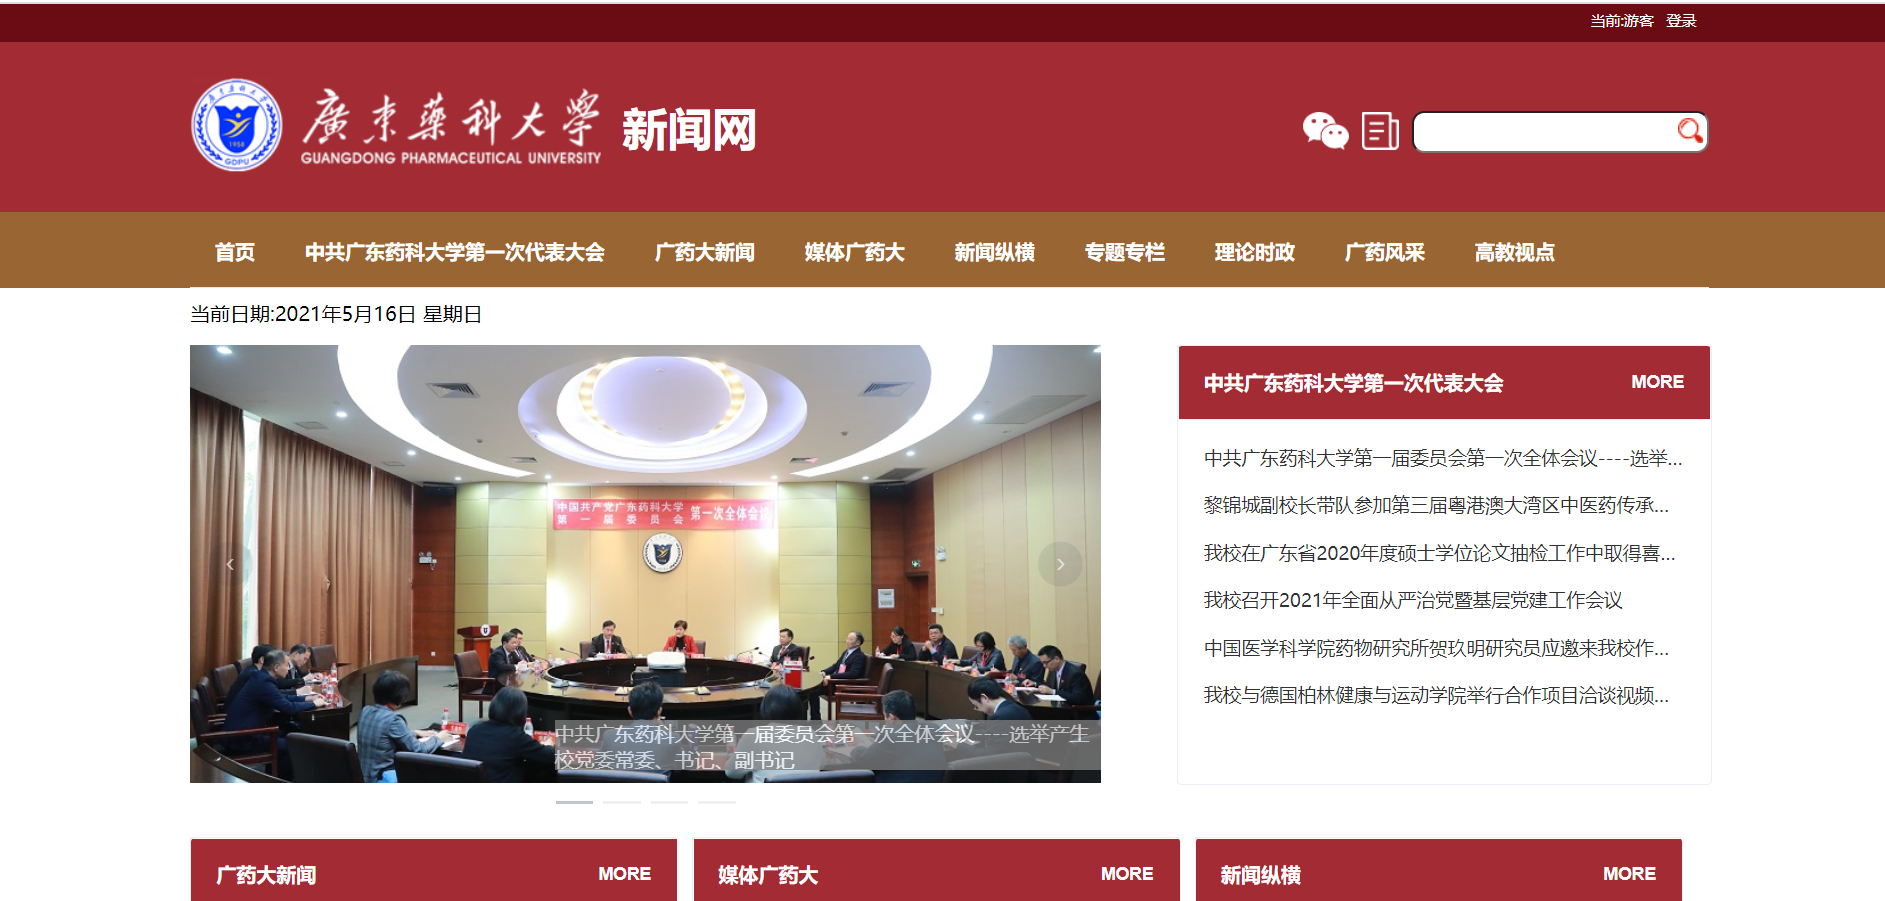 当前:游客 登录
廣东藥科大學
GUANGDONG PHARMACEUTICAL UNIVERSITY
新闻网
首页 中共广东药科大学第一次代表大会 广药大新闻 媒体广药大 新闻纵横 专题专栏 理论时政 广药风采 高教视点
当前日期:2021年5月16日 星期日
中国共产党广东药科大学
第一届委员会
第一次全体会议
中共广东药科大学第一届委员会第一次全体会议----选举产生
校党委常委、书记、副书记
中共广东药科大学第一次代表大会 MORE
中共广东药科大学第一届委员会第一次全体会议----选举...
黎锦城副校长带队参加第三届粤港澳大湾区中医药传承...
我校在广东省2020年度硕士学位论文抽检工作中取得喜...
我校召开2021年全面从严治党暨基层党建工作会议
中国医学科学院药物研究所贺玖明研究员应邀来我校作...
我校与德国柏林健康与运动学院举行合作项目洽谈视频...
广药大新闻 MORE
媒体广药大 MORE
新闻纵横 MORE
1958
GDPU